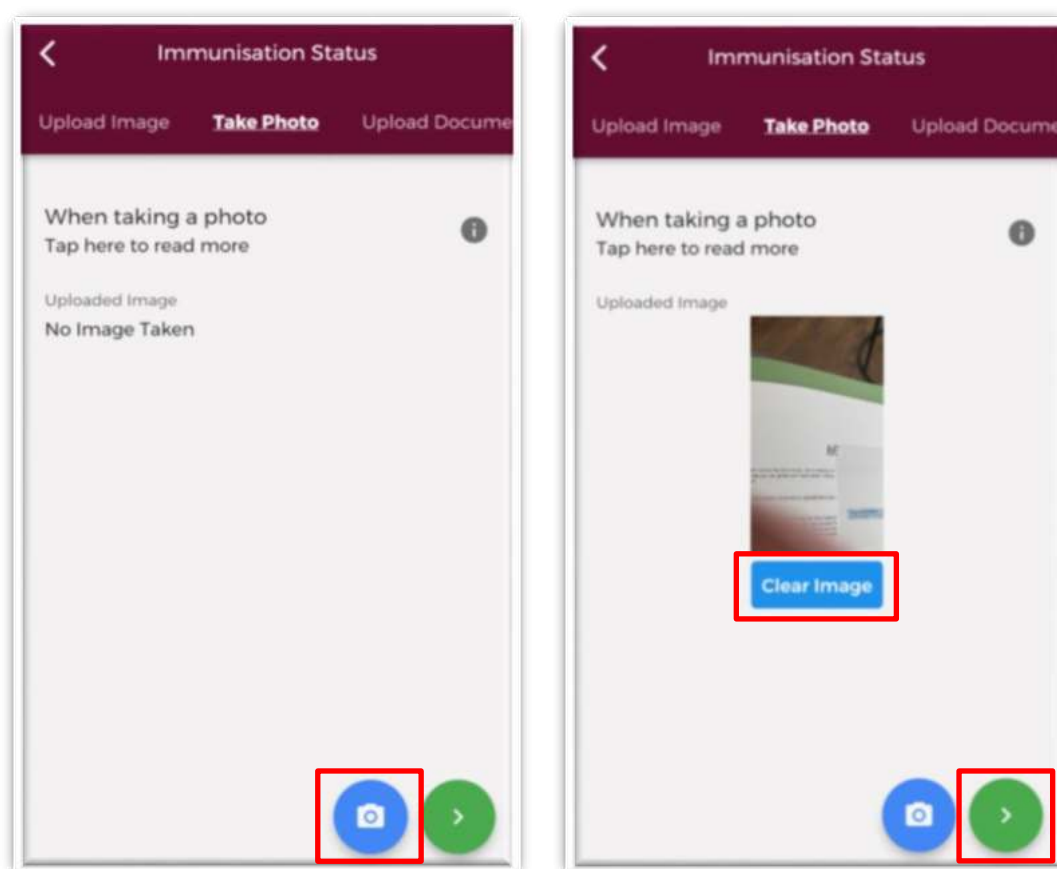 Immunisation Status
Upload Image Take Photo Upload Docume
When taking a photo
Tap here to read more
Uploaded Image
No Image Taken
Immunisation Status
Upload Image Take Photo Upload Docume
When taking a photo
Tap here to read more
Uploaded Image
Clear Image